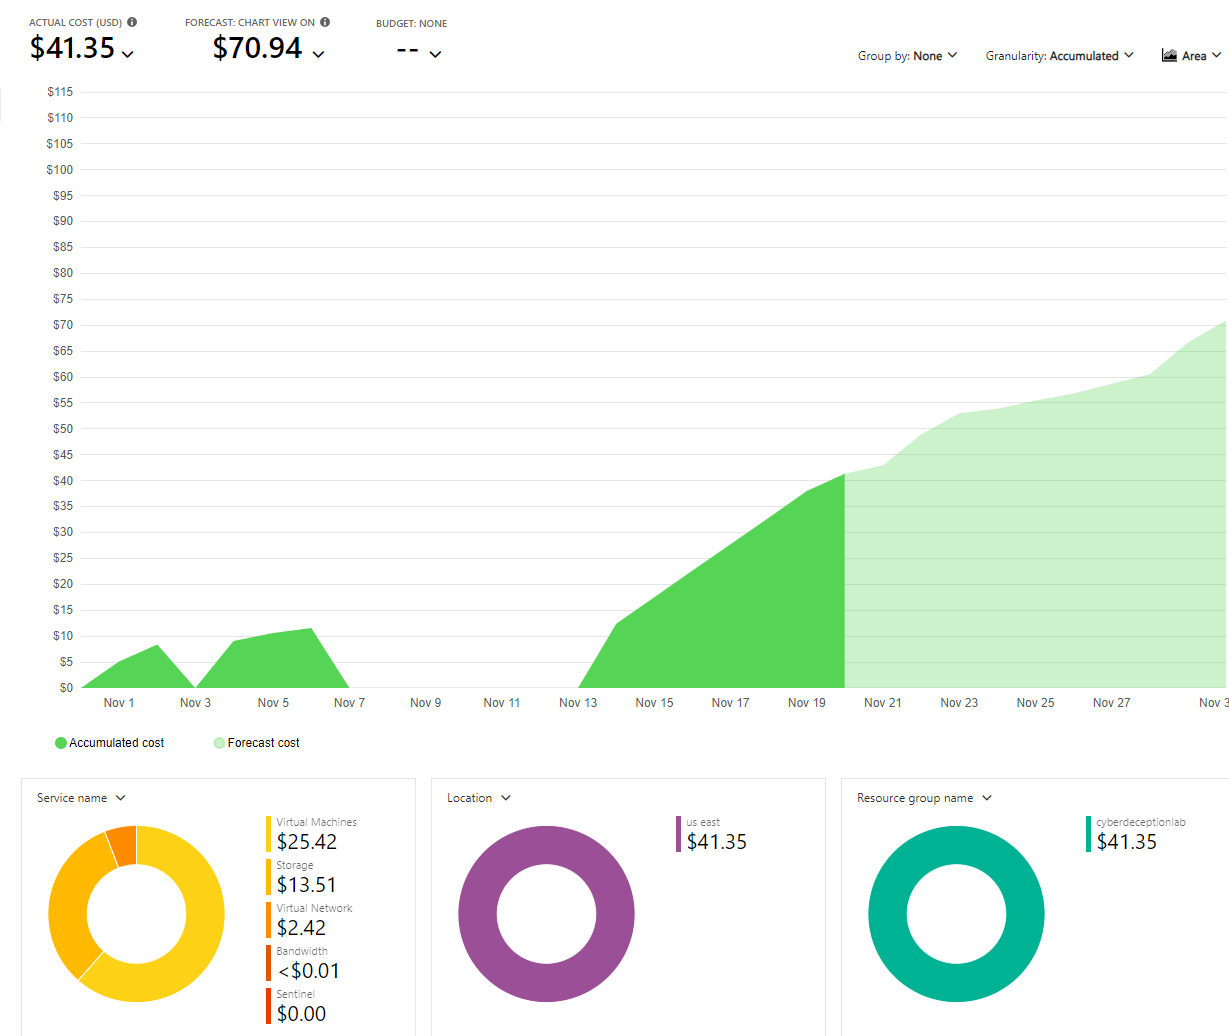 ACTUAL COST (USD)
FORECAST: CHART VIEW ON
BUDGET: NONE
$41.35
$70.94
--
Group by: None
Granularity: Accumulated
Area
$115
$110
$105
$100
$95
$90
$85
$80
$75
$70
$65
$60
$55
$50
$45
$40
$35
$30
$25
$20
$15
$10
$5
$0
Nov 1 Nov 3 Nov 5 Nov 7 Nov 9 Nov 11 Nov 13 Nov 15 Nov 17 Nov 19 Nov 21 Nov 23 Nov 25 Nov 27 Nov 3
Accumulated cost
Forecast cost
Service name
Virtual Machines
$25.42
Storage
$13.51
Virtual Network
$2.42
Bandwidth
<$0.01
Sentinel
$0.00
Location
us east
$41.35
Resource group name
cyberdeceptionlab
$41.35